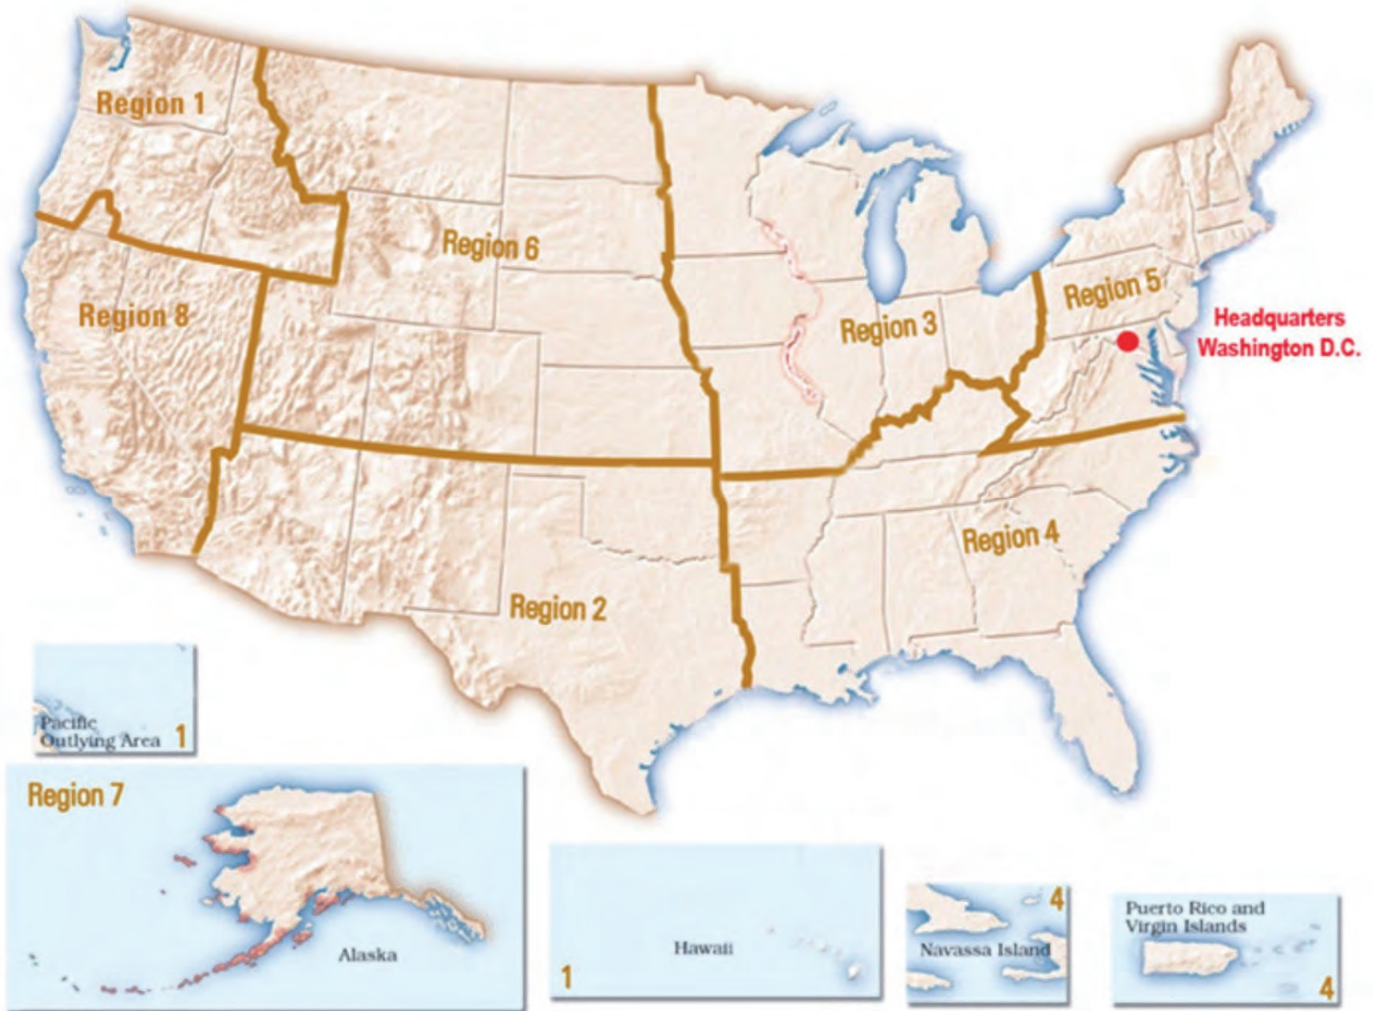 Region 1
Region 6
Region 8
Region 3
Region 5
Headquarters
Washington D.C.
Region 4
Region 2
Pacific
Outlying Area 1
Region 7
Alaska
Hawaii
1
4
Navassa Island
Puerto Rico and
Virgin Islands
4